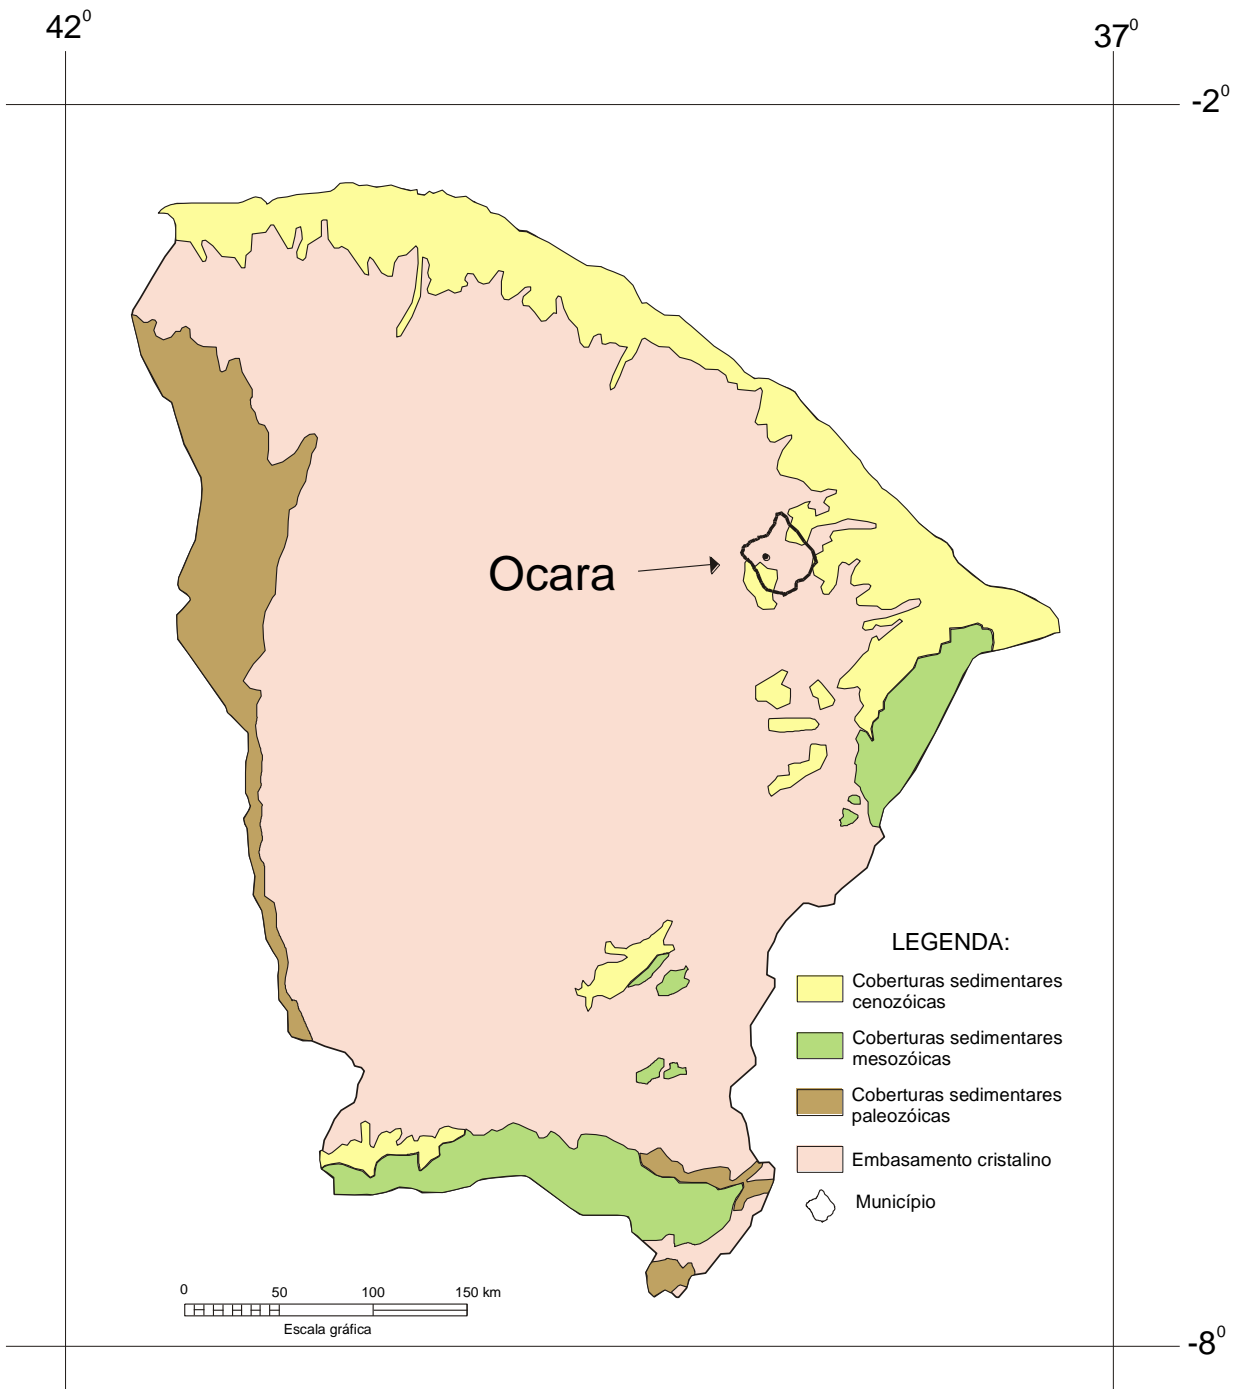 42⁰
37⁰
-2⁰
Ocara
LEGENDA:
Coberturas sedimentares
cenozóicas
Coberturas sedimentares
mesozóicas
Coberturas sedimentares
paleozóicas
Embasamento cristalino
Município
0 50 100 150 km
Escala gráfica
-8⁰